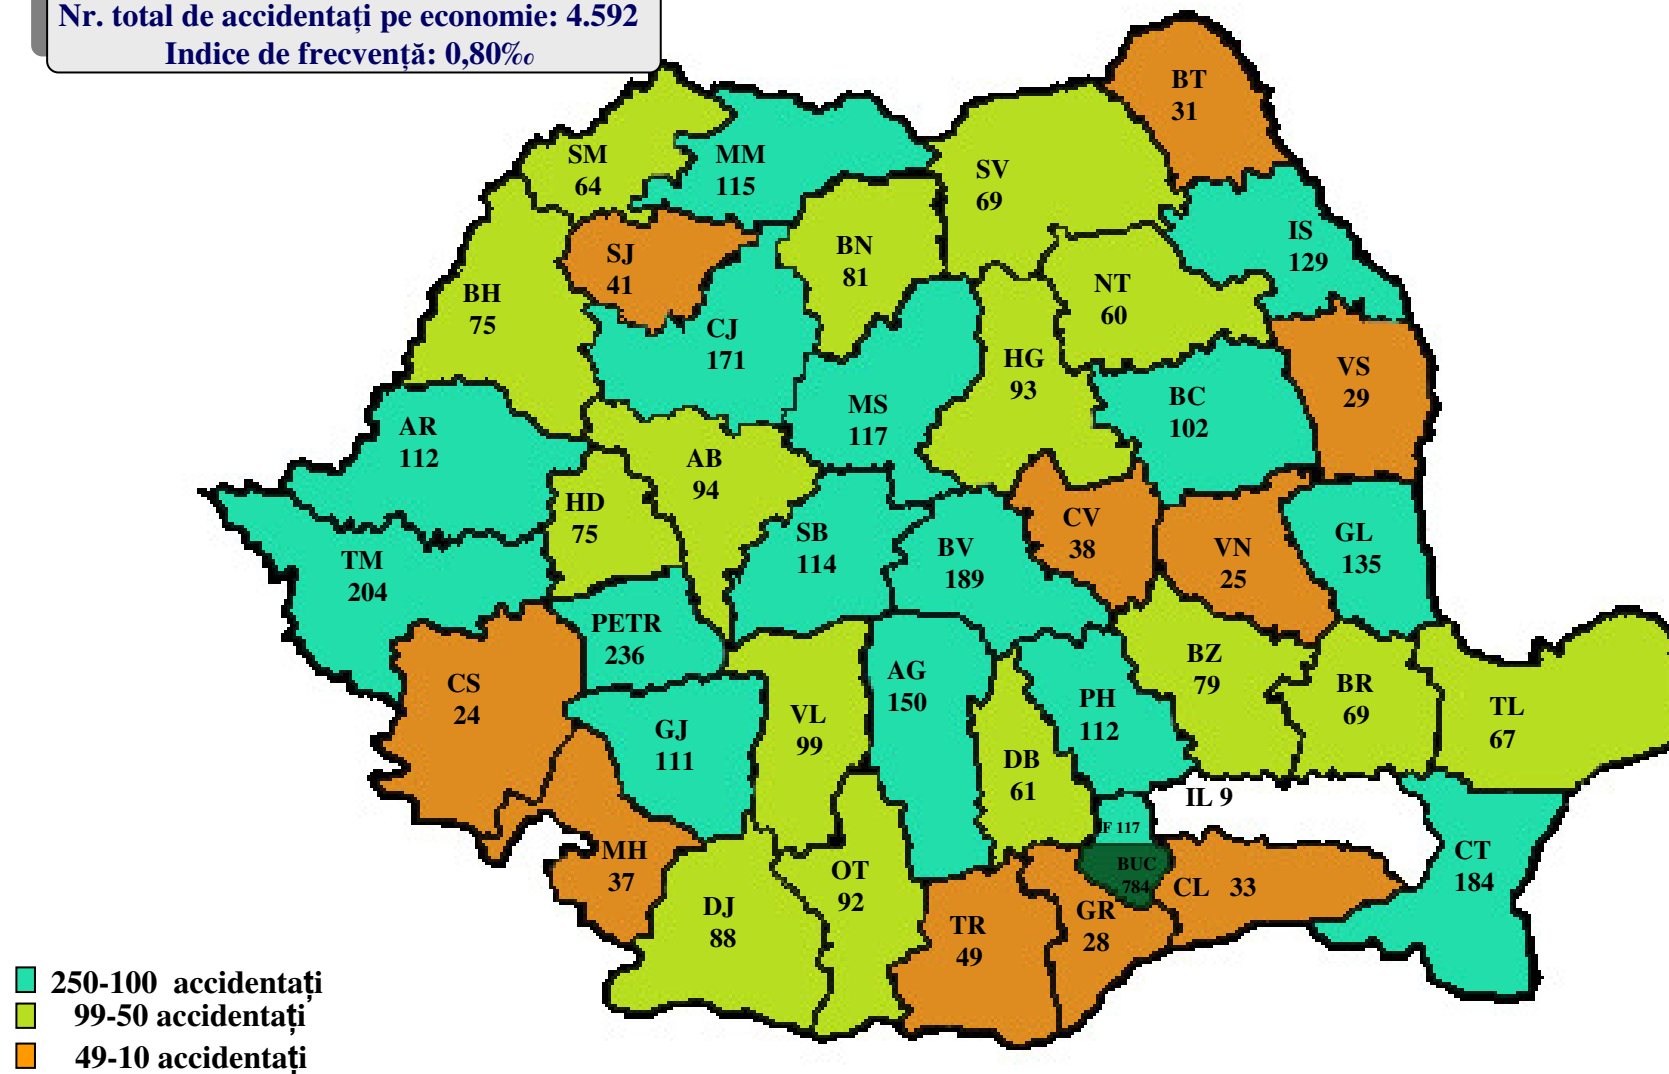 Nr. total de accidentați pe economie: 4.592
Indice de frecvență: 0,80‰
BT
31
SM
64
MM
115
SV
69
IS
129
SJ
41
BN
81
BH
75
NT
60
CJ
171
HG
93
VS
29
MS
117
BC
102
AR
112
AB
94
HD
75
SB
114
BV
189
CV
38
VN
25
GL
135
TM
204
PETR
236
CS
24
AG
150
BZ
79
BR
69
TL
67
GJ
111
VL
99
PH
112
DB
61
IL 9
IF 117
MH
37
OT
92
BUC
784
CL 33
CT
184
DJ
88
TR
49
GR
28
250-100 accidentați
99-50 accidentați
49-10 accidentați